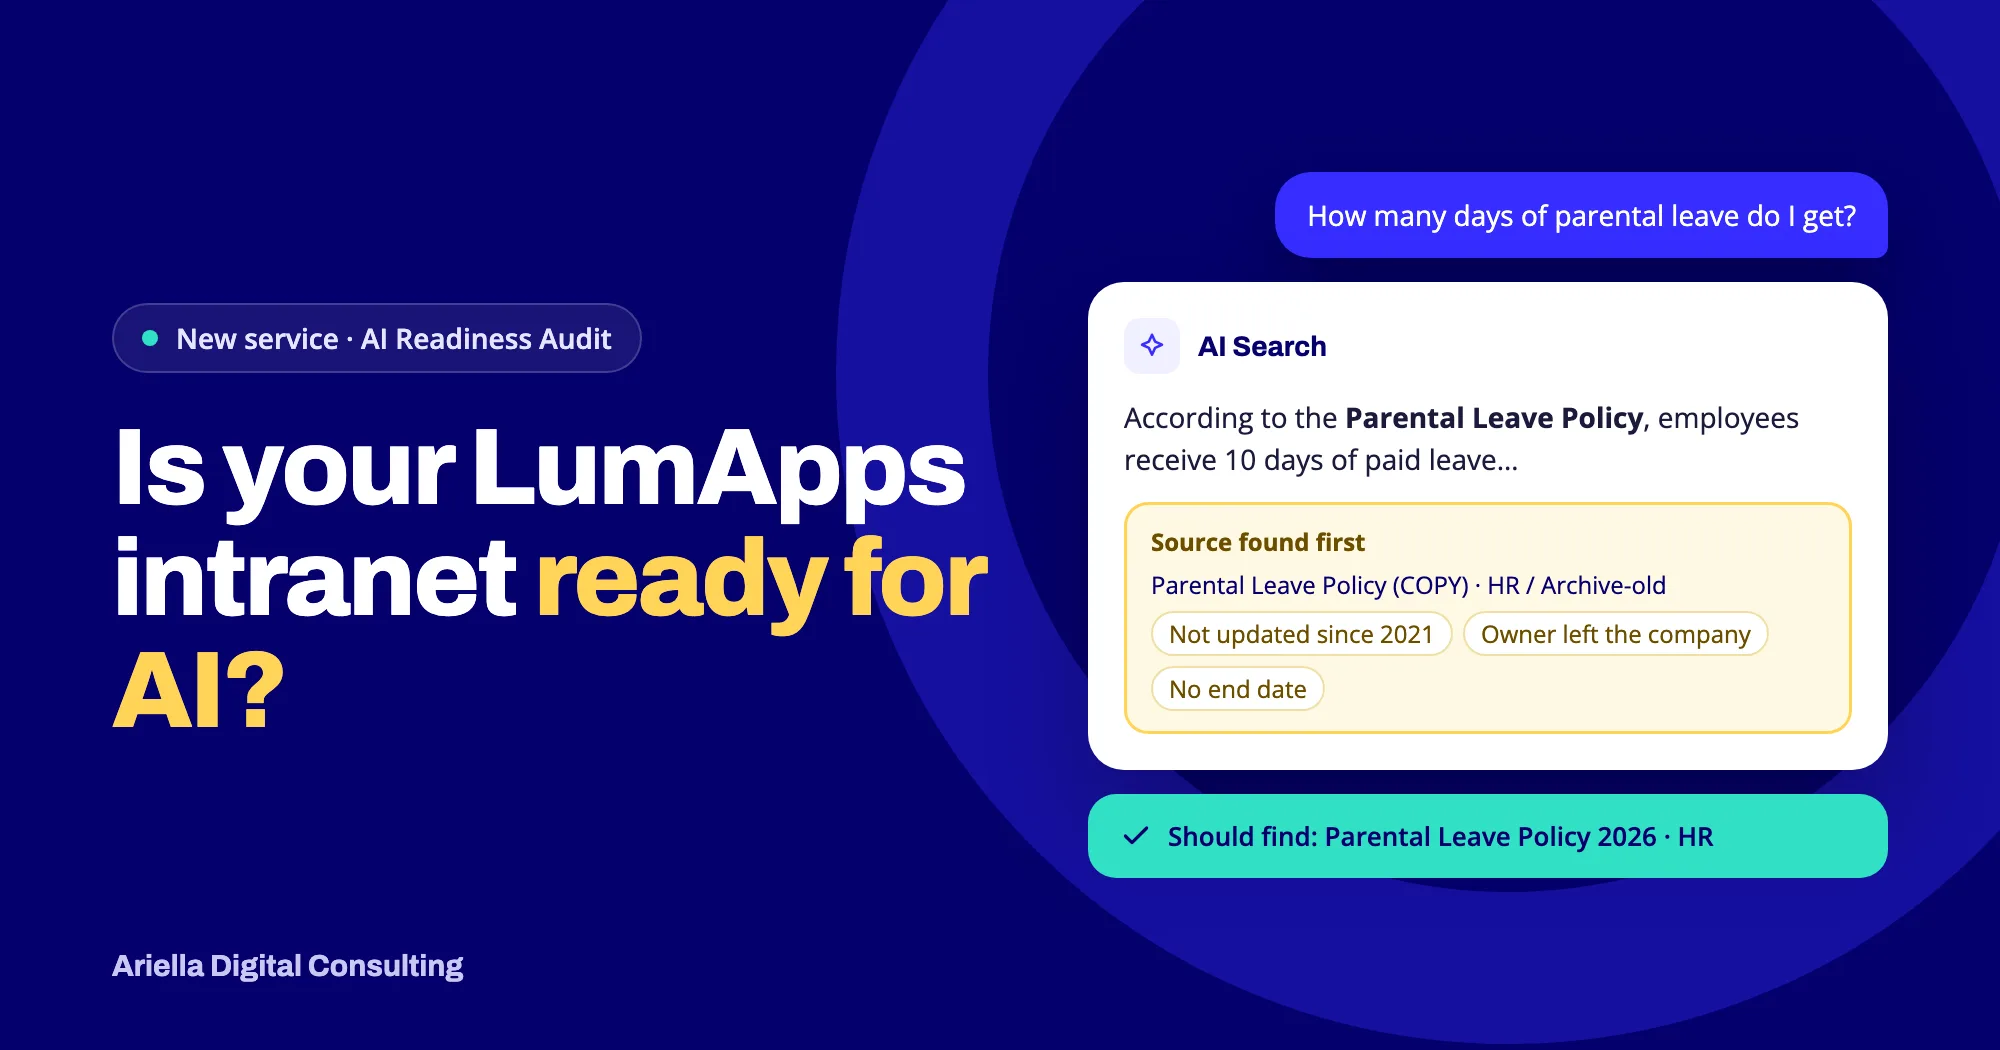 New service · AI Readiness Audit
Is your LumApps
intranet ready for
AI?
Ariella Digital Consulting
How many days of parental leave do I get?
AI Search
According to the Parental Leave Policy, employees
receive 10 days of paid leave...
Source found first
Parental Leave Policy (COPY) · HR / Archive-old
Not updated since 2021
Owner left the company
No end date
Should find: Parental Leave Policy 2026 · HR